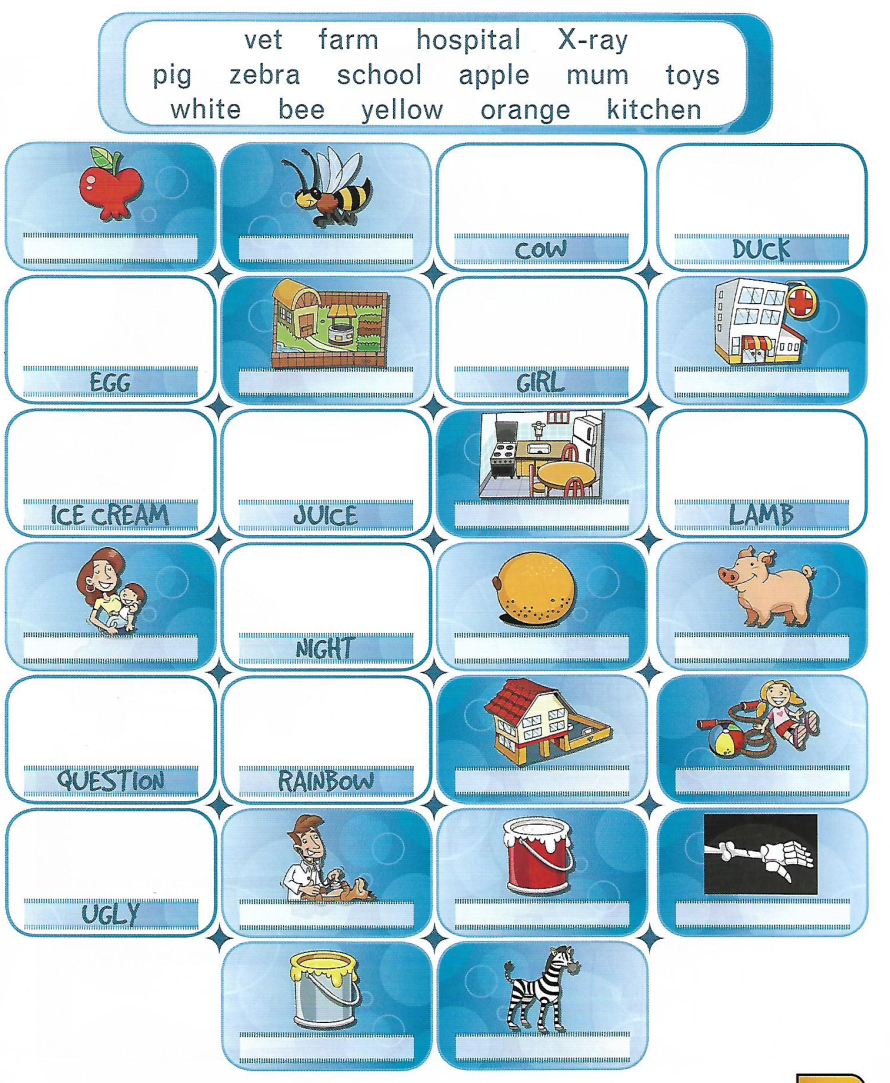 vet farm hospital X-ray
pig zebra school apple mum toys
white bee yellow orange kitchen
COW DUCK
EGG GIRL
ICE CREAM JUICE LAMB
NIGHT
QUESTION RAINBOW
UGLY